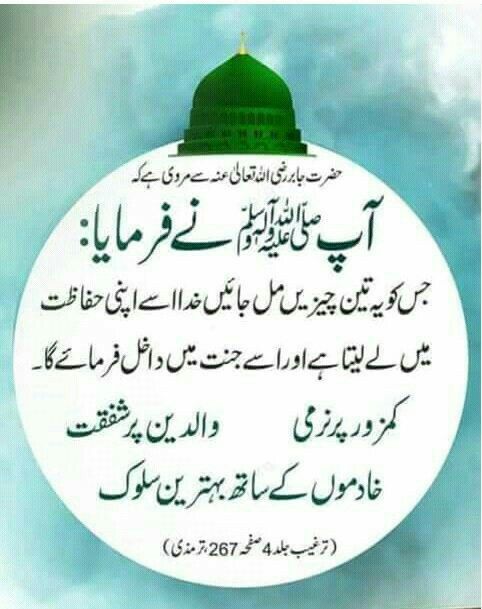 حضرت جابر رضی اللہ تعالیٰ عنہ سے مروی ہے کہ
آپ صلی اللہ علیہ وآلہ وسلم نے فرمایا:
جس کو یہ تین چیزیں مل جائیں خدا اسے اپنی حفاظت
میں لے لیتا ہے اور اسے جنت میں داخل فرمائے گا۔
کمزور پر نرمی والدین پر شفقت
خادموں کے ساتھ بہترین سلوک
(ترغیب جلد 4 صفحہ 267، ترمذی)